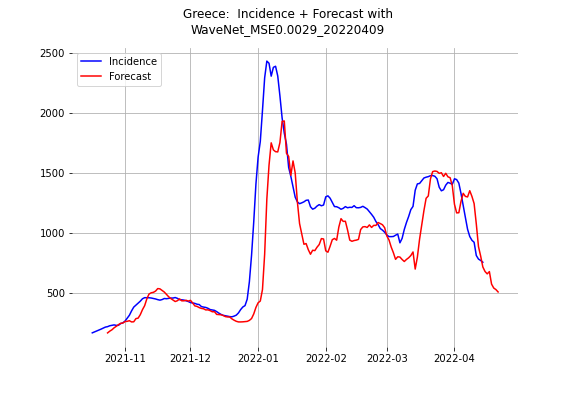 Greece:  Incidence + Forecast with
WaveNet_MSE0.0029_20220409
2500
2000
1500
1000
500
Incidence
Forecast
2021-11
2021-12
2022-01
2022-02
2022-03
2022-04